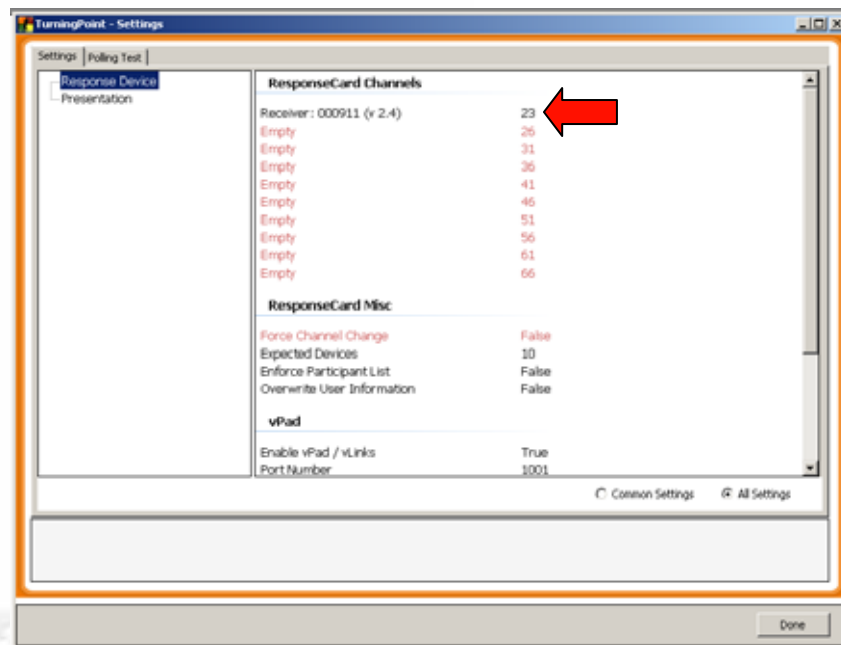 TurningPoint - Settings
Settings Polling Test
Response Device
Presentation
ResponseCard Channels
Receiver: 000911 (v 2.4) 23
Empty 26
Empty 31
Empty 36
Empty 41
Empty 46
Empty 51
Empty 56
Empty 61
Empty 66
ResponseCard Misc
Force Channel Change False
Expected Devices 10
Enforce Participant List False
Overwrite User Information False
vPad
Enable vPad / vLinks True
Port Number 1001
Common Settings All Settings
Done